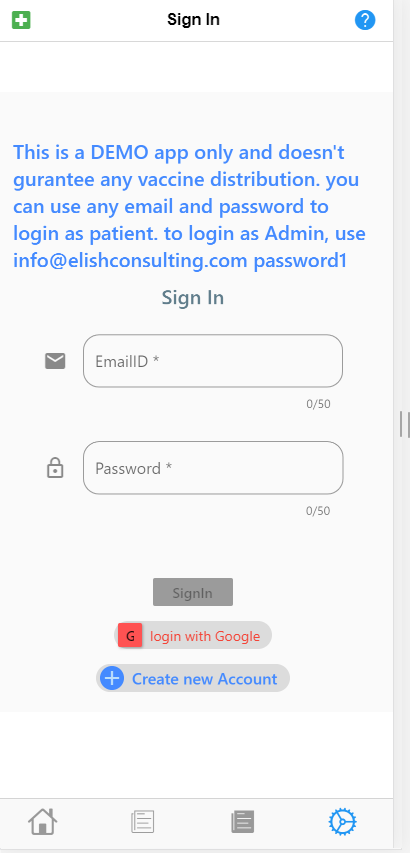 Sign In
?
This is a DEMO app only and doesn't
gurantee any vaccine distribution. you
can use any email and password to
login as patient. to login as Admin, use
info@elishconsulting.com password1
Sign In
EmailID *
0/50
Password *
0/50
SignIn
G login with Google
Create new Account